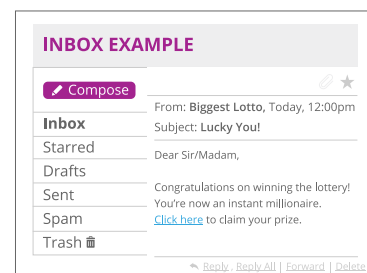 INBOX EXAMPLE
Compose
Inbox
Starred
Drafts
Sent
Spam
Trash
From: Biggest Lotto, Today, 12:00pm
Subject: Lucky You!
Dear Sir/Madam,
Congratulations on winning the lottery!
You're now an instant millionaire.
Click here to claim your prize.
Reply . Reply All | Forward | Delete